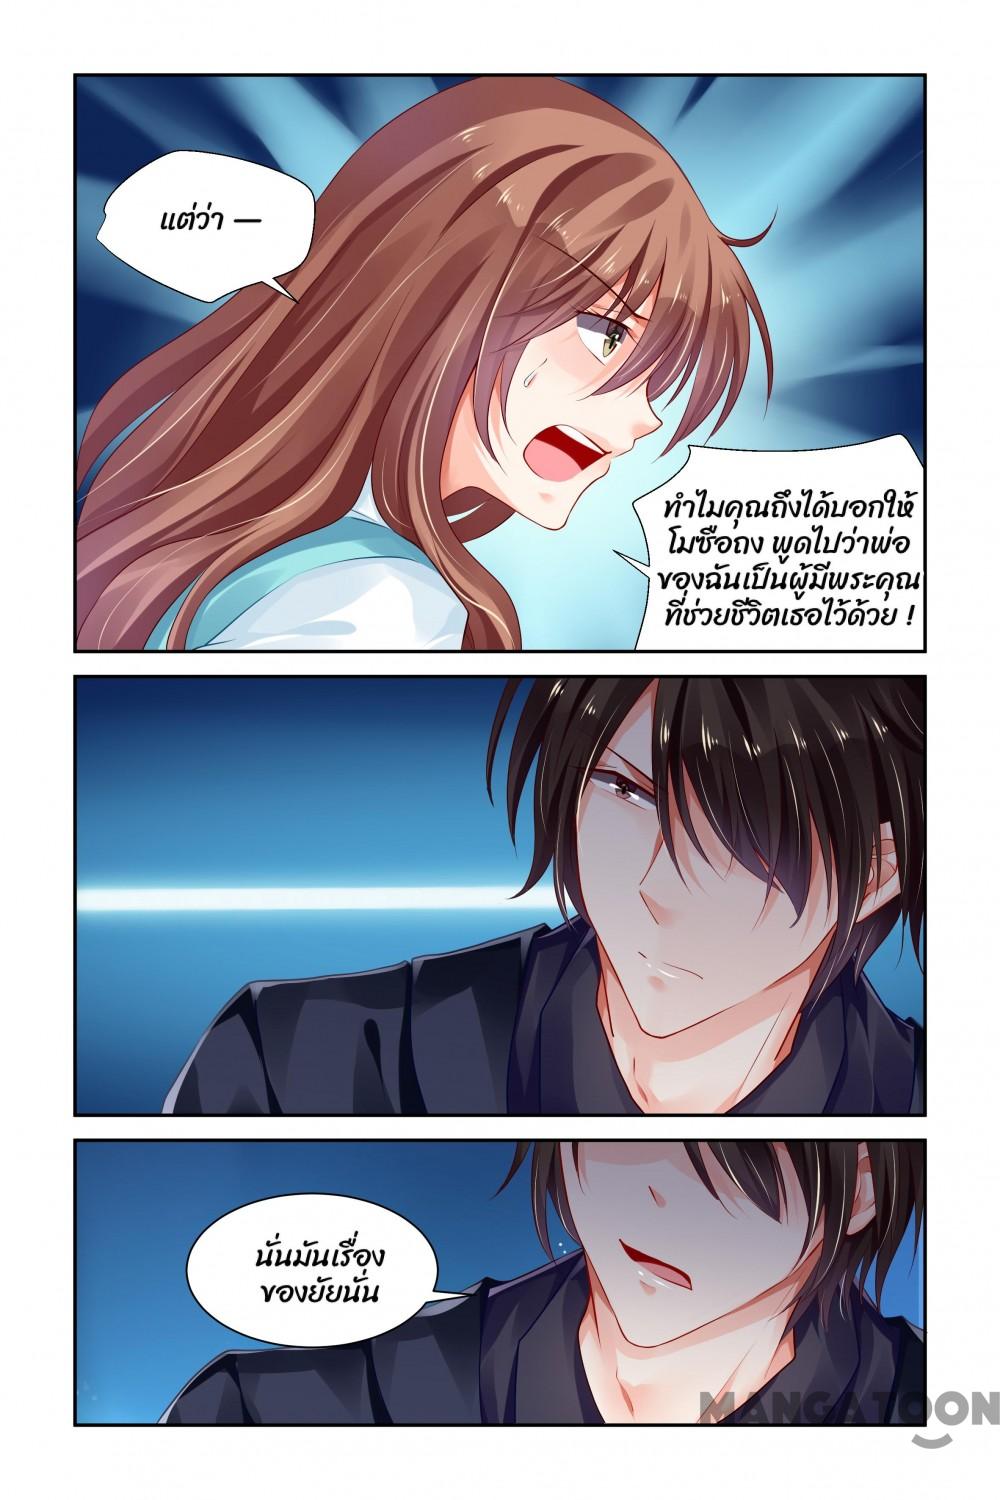 แต่ว่า —
ทำไมคุณถึงได้บอกให้
โมซือถง พูดไปว่าพ่อ
ของฉันเป็นผู้มีพระคุณ
ที่ช่วยชีวิตเธอไว้ด้วย !
นั่นมันเรื่อง
ของยัยนั่น
MANGATOON